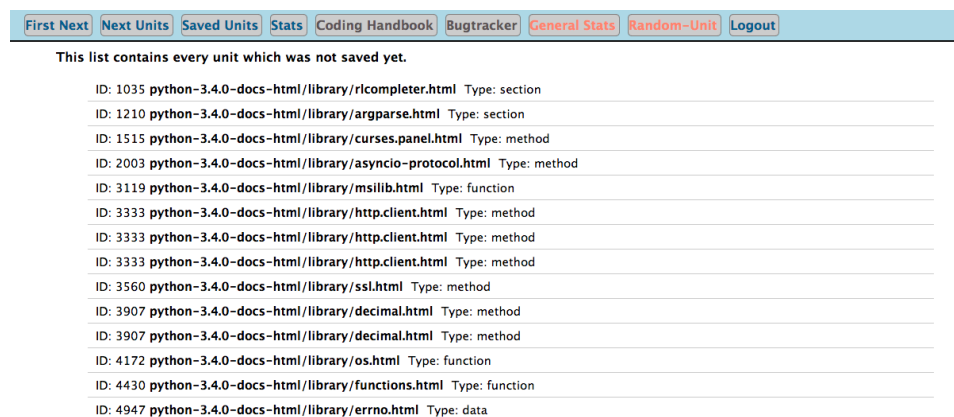 First Next Next Units Saved Units Stats Coding Handbook Bugtracker General Stats Random-Unit Logout
This list contains every unit which was not saved yet.
ID: 1035 python-3.4.0-docs-html/library/rlcompleter.html Type: section
ID: 1210 python-3.4.0-docs-html/library/argparse.html Type: section
ID: 1515 python-3.4.0-docs-html/library/curses.panel.html Type: method
ID: 2003 python-3.4.0-docs-html/library/asyncio-protocol.html Type: method
ID: 3119 python-3.4.0-docs-html/library/msilib.html Type: function
ID: 3333 python-3.4.0-docs-html/library/http.client.html Type: method
ID: 3333 python-3.4.0-docs-html/library/http.client.html Type: method
ID: 3333 python-3.4.0-docs-html/library/http.client.html Type: method
ID: 3560 python-3.4.0-docs-html/library/ssl.html Type: method
ID: 3907 python-3.4.0-docs-html/library/decimal.html Type: method
ID: 3907 python-3.4.0-docs-html/library/decimal.html Type: method
ID: 4172 python-3.4.0-docs-html/library/os.html Type: function
ID: 4430 python-3.4.0-docs-html/library/functions.html Type: function
ID: 4947 python-3.4.0-docs-html/library/errno.html Type: data